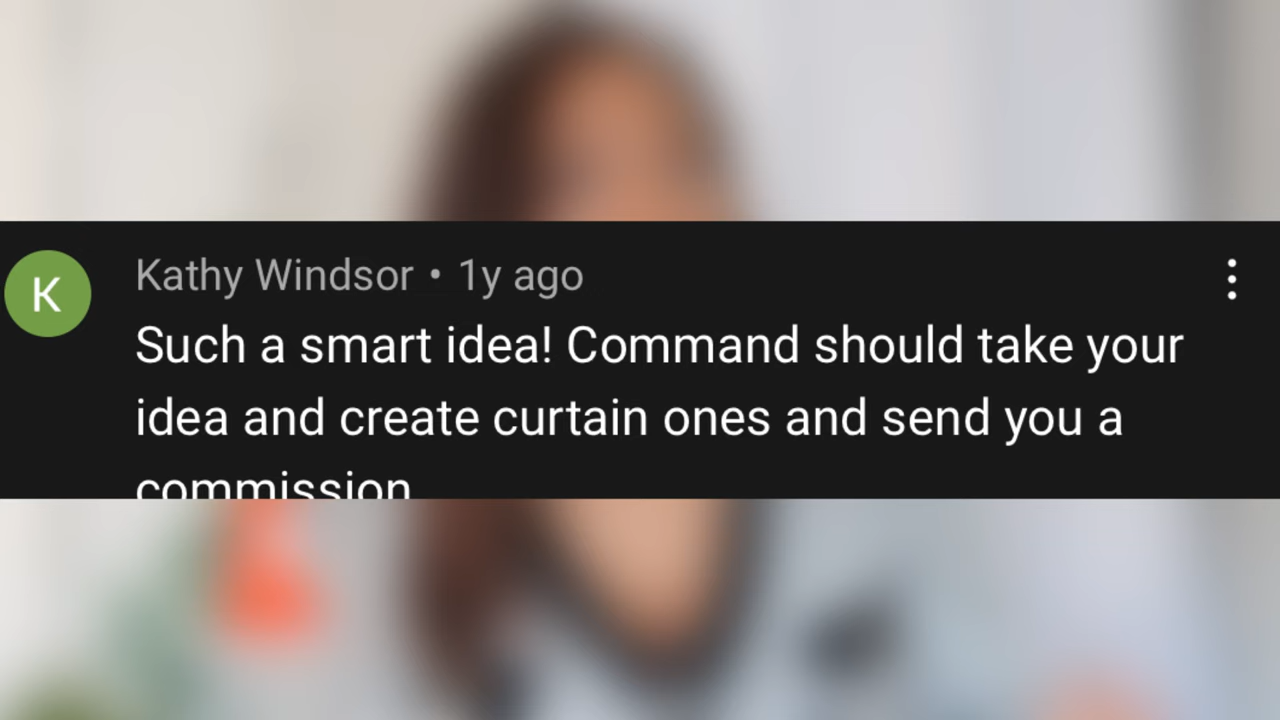 K
Kathy Windsor • 1y ago
Such a smart idea! Command should take your
idea and create curtain ones and send you a
commission